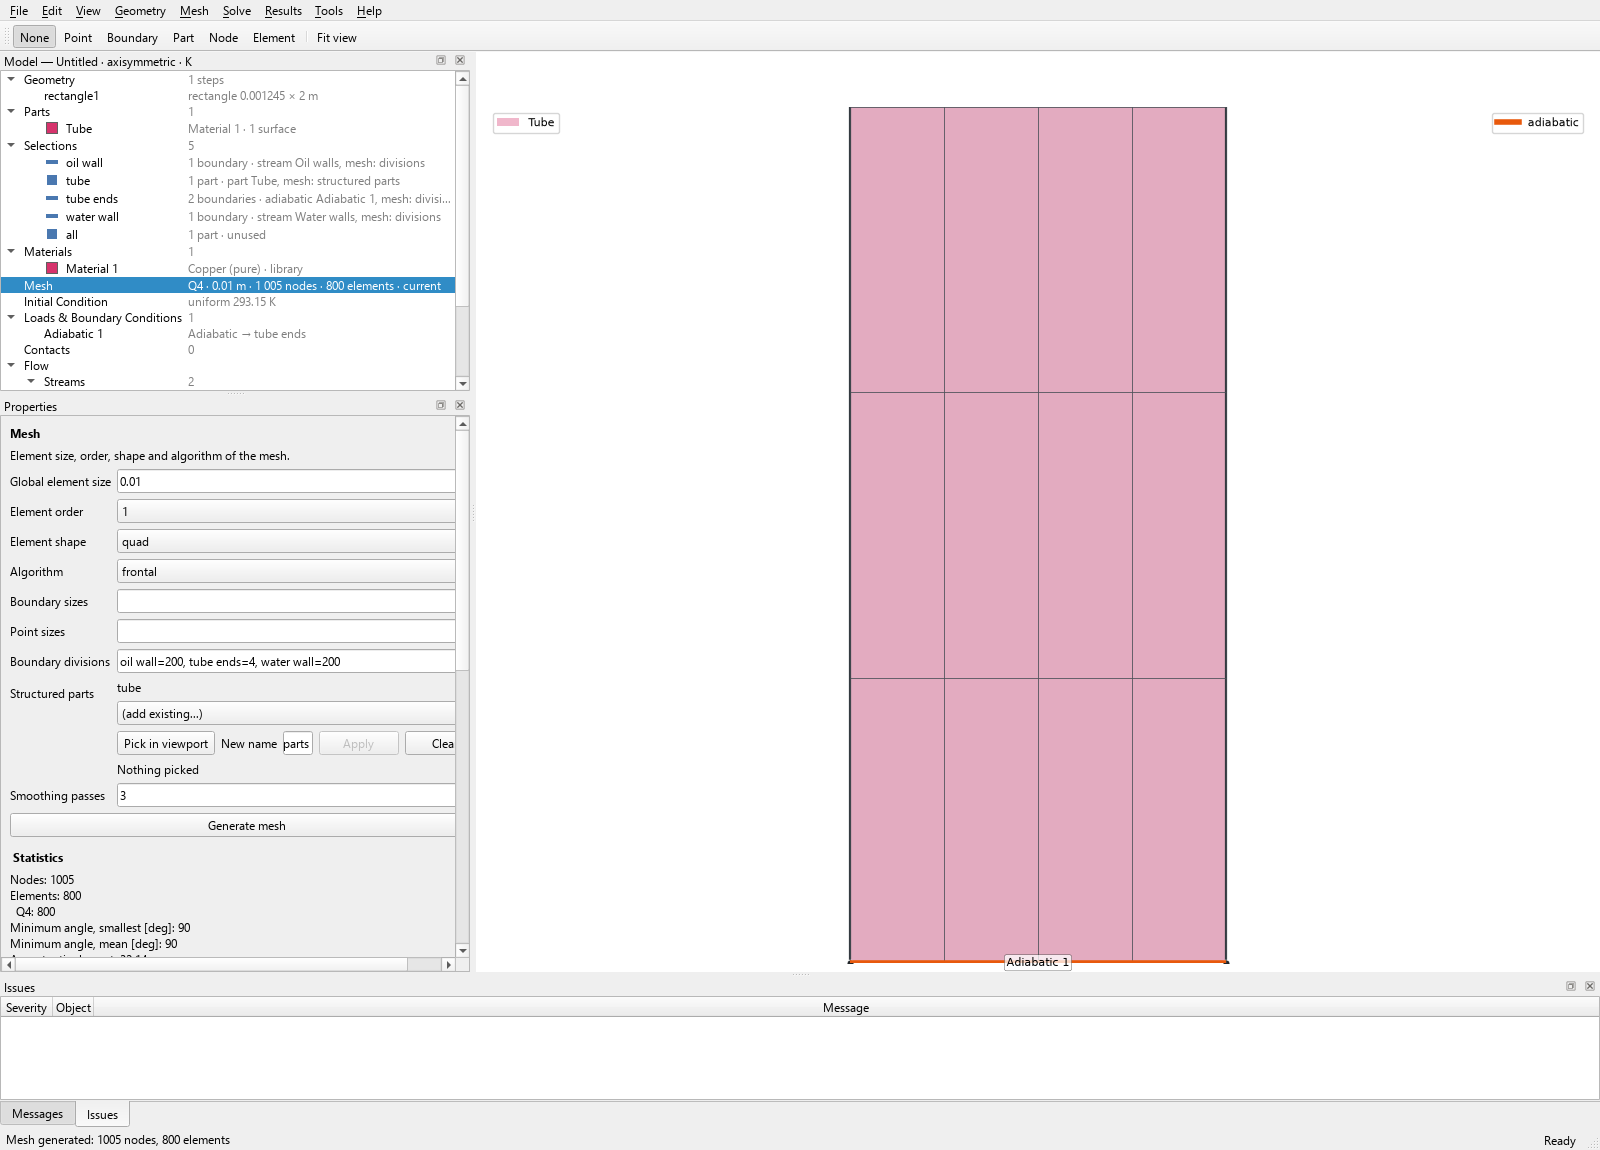 File Edit View Geometry Mesh Solve Results Tools Help
None Point Boundary Part Node Element Fit view
Model — Untitled · axisymmetric · K
Geometry 1 steps
rectangle1 rectangle 0.001245 × 2 m
Parts 1
Tube Material 1 · 1 surface
Selections 5
oil wall 1 boundary · stream Oil walls, mesh: divisions
tube 1 part · part Tube, mesh: structured parts
tube ends 2 boundaries · adiabatic Adiabatic 1, mesh: divisi...
water wall 1 boundary · stream Water walls, mesh: divisions
all 1 part · unused
Materials 1
Material 1 Copper (pure) · library
Mesh Q4 · 0.01 m · 1 005 nodes · 800 elements · current
Initial Condition uniform 293.15 K
Loads & Boundary Conditions 1
Adiabatic 1 Adiabatic → tube ends
Contacts 0
Flow
Streams 2
Properties
Mesh
Element size, order, shape and algorithm of the mesh.
Global element size 0.01
Element order 1
Element shape quad
Algorithm frontal
Boundary sizes
Point sizes
Boundary divisions oil wall=200, tube ends=4, water wall=200
Structured parts tube
(add existing...)
Pick in viewport New name parts Apply Clea
Nothing picked
Smoothing passes 3
Generate mesh
Statistics
Nodes: 1005
Elements: 800
Q4: 800
Minimum angle, smallest [deg]: 90
Minimum angle, mean [deg]: 90
Tube
adiabatic
Adiabatic 1
Issues
Severity Object Message
Messages Issues
Mesh generated: 1005 nodes, 800 elements Ready